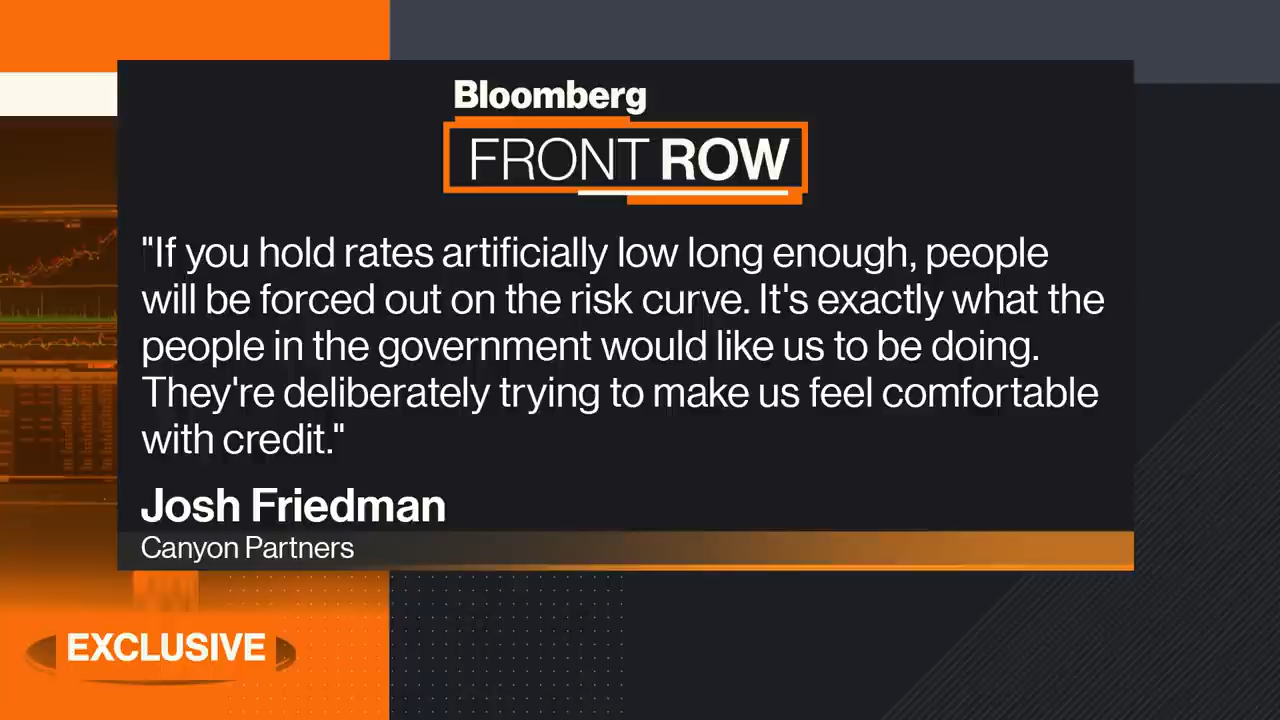 Bloomberg
FRONT ROW
"If you hold rates artificially low long enough, people
will be forced out on the risk curve. It's exactly what the
people in the government would like us to be doing.
They're deliberately trying to make us feel comfortable
with credit."
Josh Friedman
Canyon Partners
EXCLUSIVE